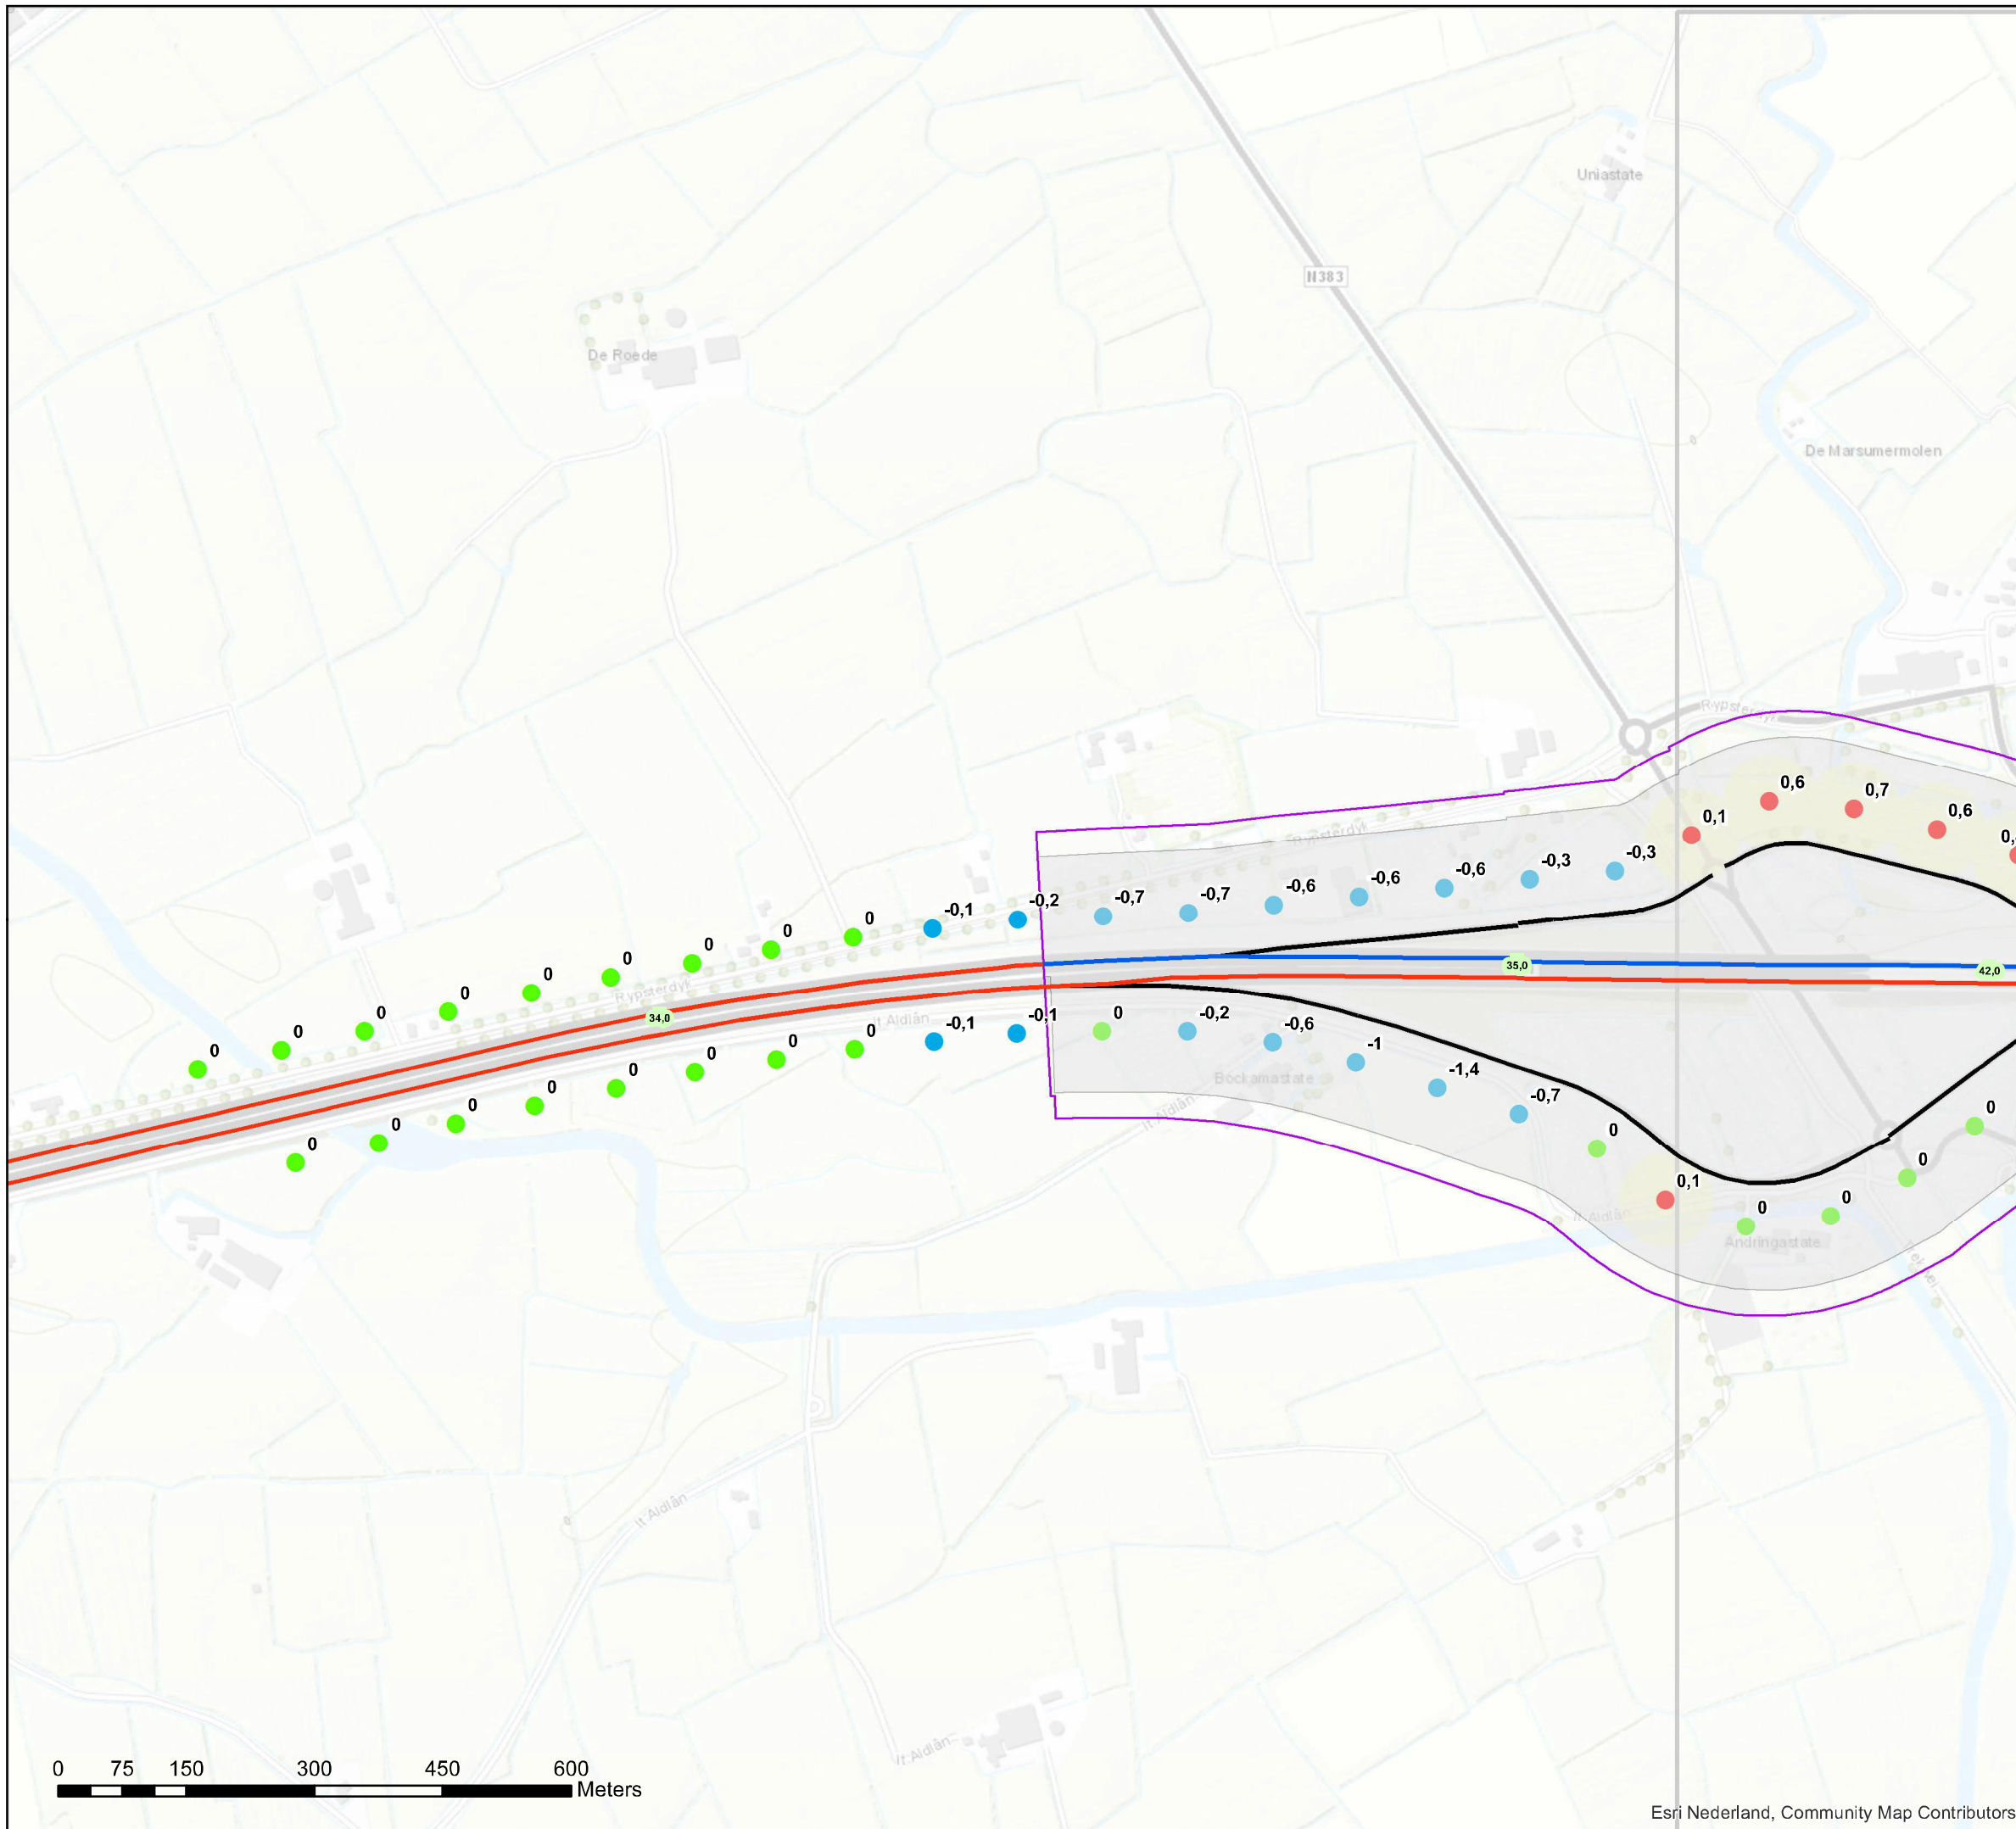 Uniastate
N383
De Roede
De Marsumermolen
Rypsterdyk
0,6
0,7
0,6
0,1
Rypsterdyk
-0,3
-0,3
-0,6
-0,6
-0,6
-0,7
-0,7
-0,2
-0,1
0
0
0
0
0
0
0
0
0
Rypsterdyk
34,0
35,0
42,0
It Aldlân
-0,1
-0,1
0
-0,2
-0,6
-1
-1,4
-0,7
0
0,1
0
0
0
0
0
0
0
0
0
0
0
0
Bockamastate
It Aldlân
It Aldlân
Andringastate
It Aldlân
It Aldlân
0 75 150 300 450 600
Meters
Esri Nederland, Community Map Contributors